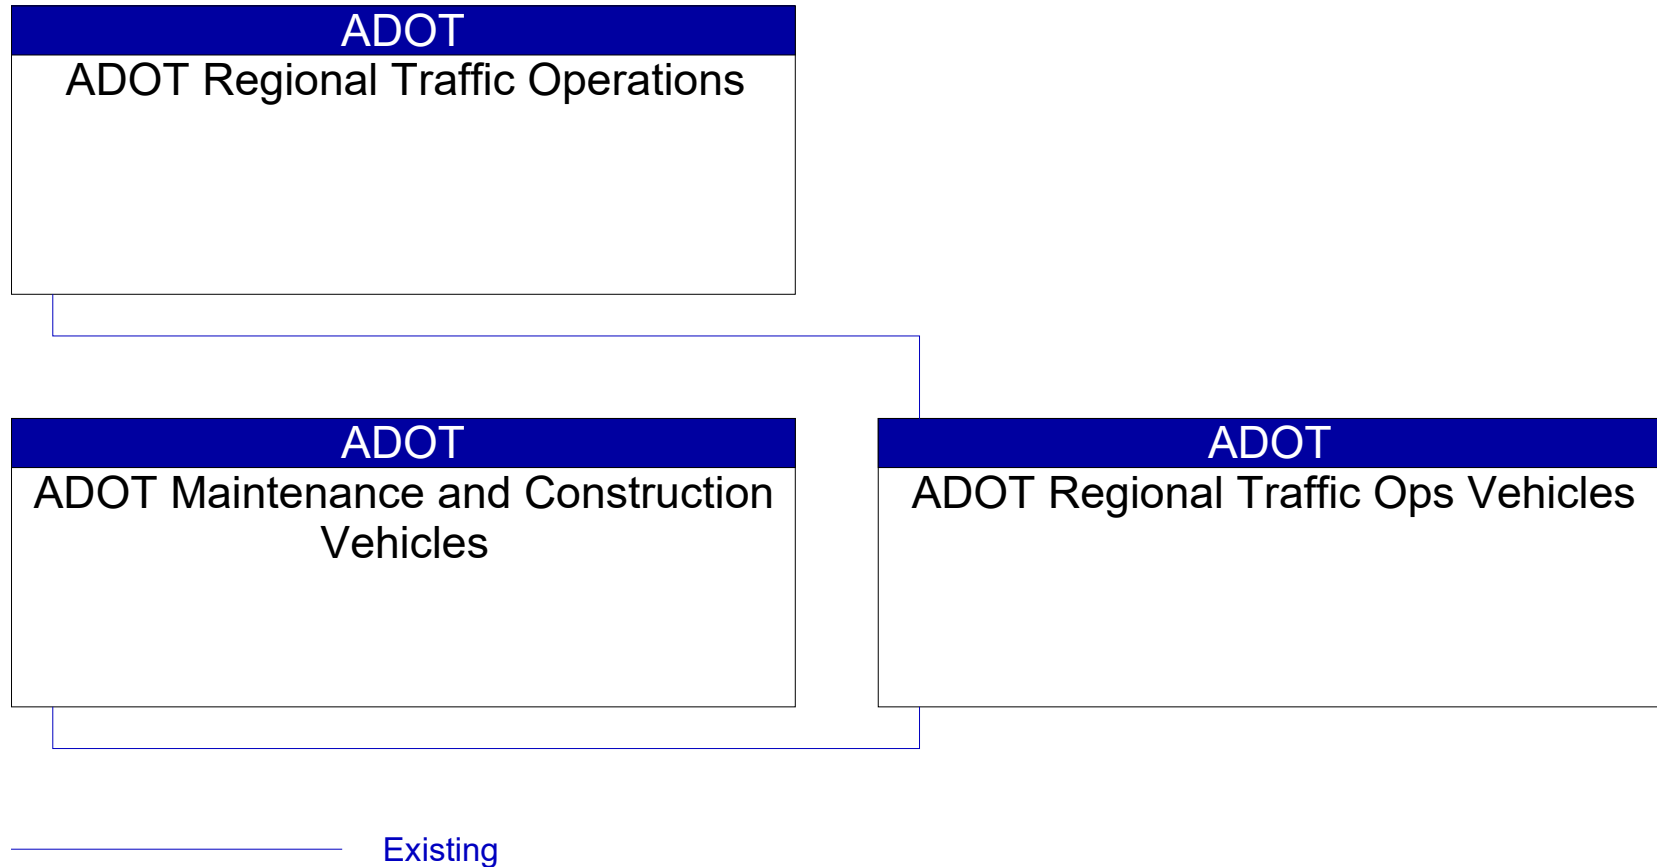 ADOT
ADOT Regional Traffic Operations
ADOT
ADOT Maintenance and Construction
Vehicles
ADOT
ADOT Regional Traffic Ops Vehicles
Existing